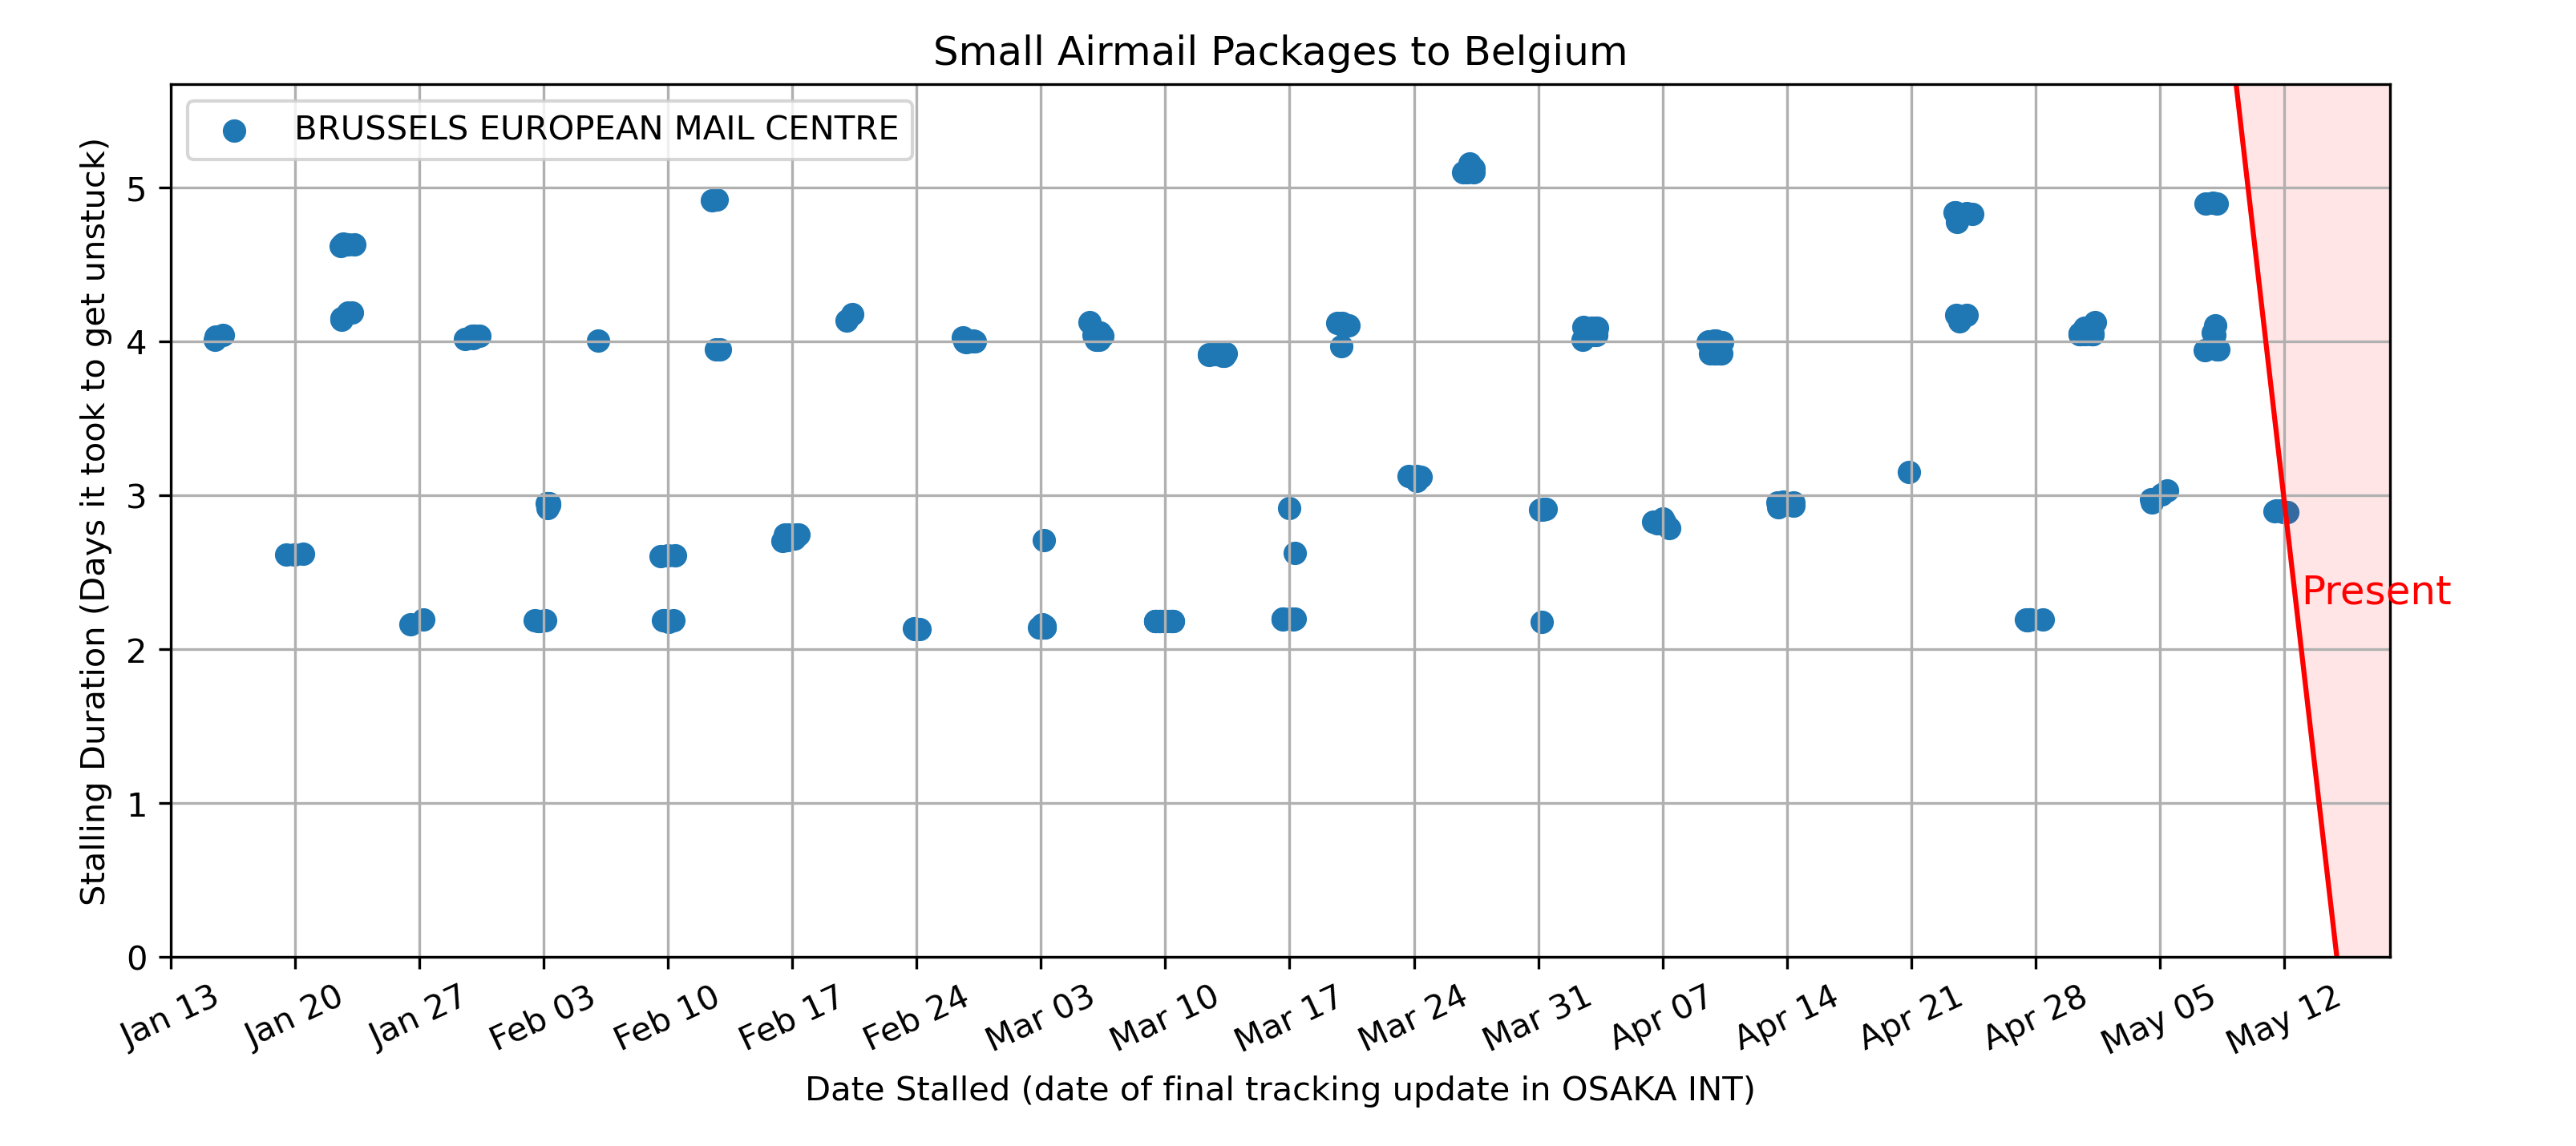 Small Airmail Packages to Belgium
BRUSSELS EUROPEAN MAIL CENTRE
Stalling Duration (Days it took to get unstuck)
5
4
3
2
1
0
Present
Jan 13
Jan 20
Jan 27
Feb 03
Feb 10
Feb 17
Feb 24
Mar 03
Mar 10
Mar 17
Mar 24
Mar 31
Apr 07
Apr 14
Apr 21
Apr 28
May 05
May 12
Date Stalled (date of final tracking update in OSAKA INT)